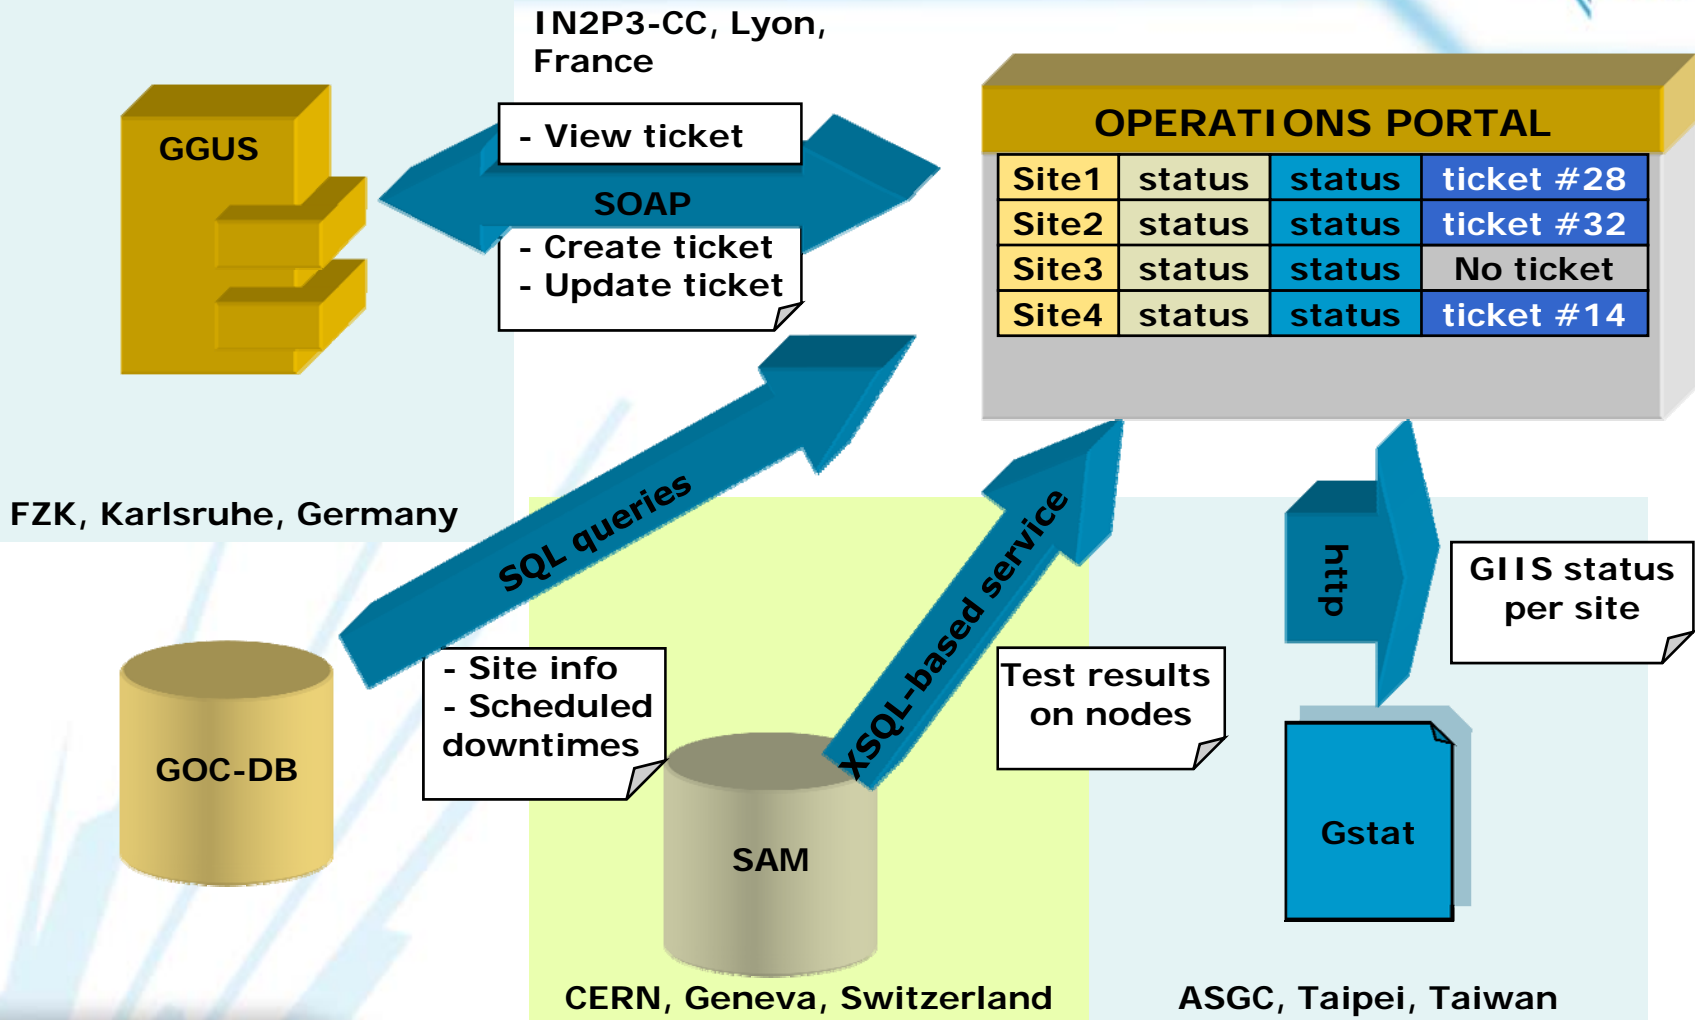 IN2P3-CC, Lyon,
France
GGUS
- View ticket
SOAP
- Create ticket
- Update ticket
OPERATIONS PORTAL
Site1 status status ticket #28
Site2 status status ticket #32
Site3 status status No ticket
Site4 status status ticket #14
FZK, Karlsruhe, Germany
SQL queries
XSQL-based service
http
GIIS status
per site
- Site info
- Scheduled
downtimes
Test results
on nodes
GOC-DB
SAM
Gstat
CERN, Geneva, Switzerland
ASGC, Taipei, Taiwan